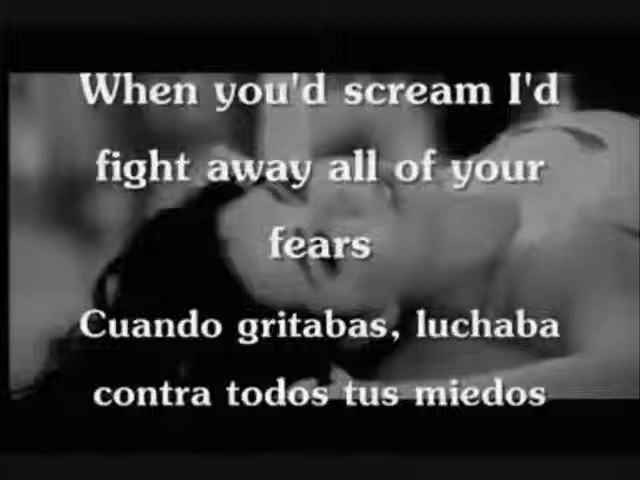 When you'd scream I'd
fight away all of your
fears
Cuando gritabas, luchaba
contra todos tus miedos